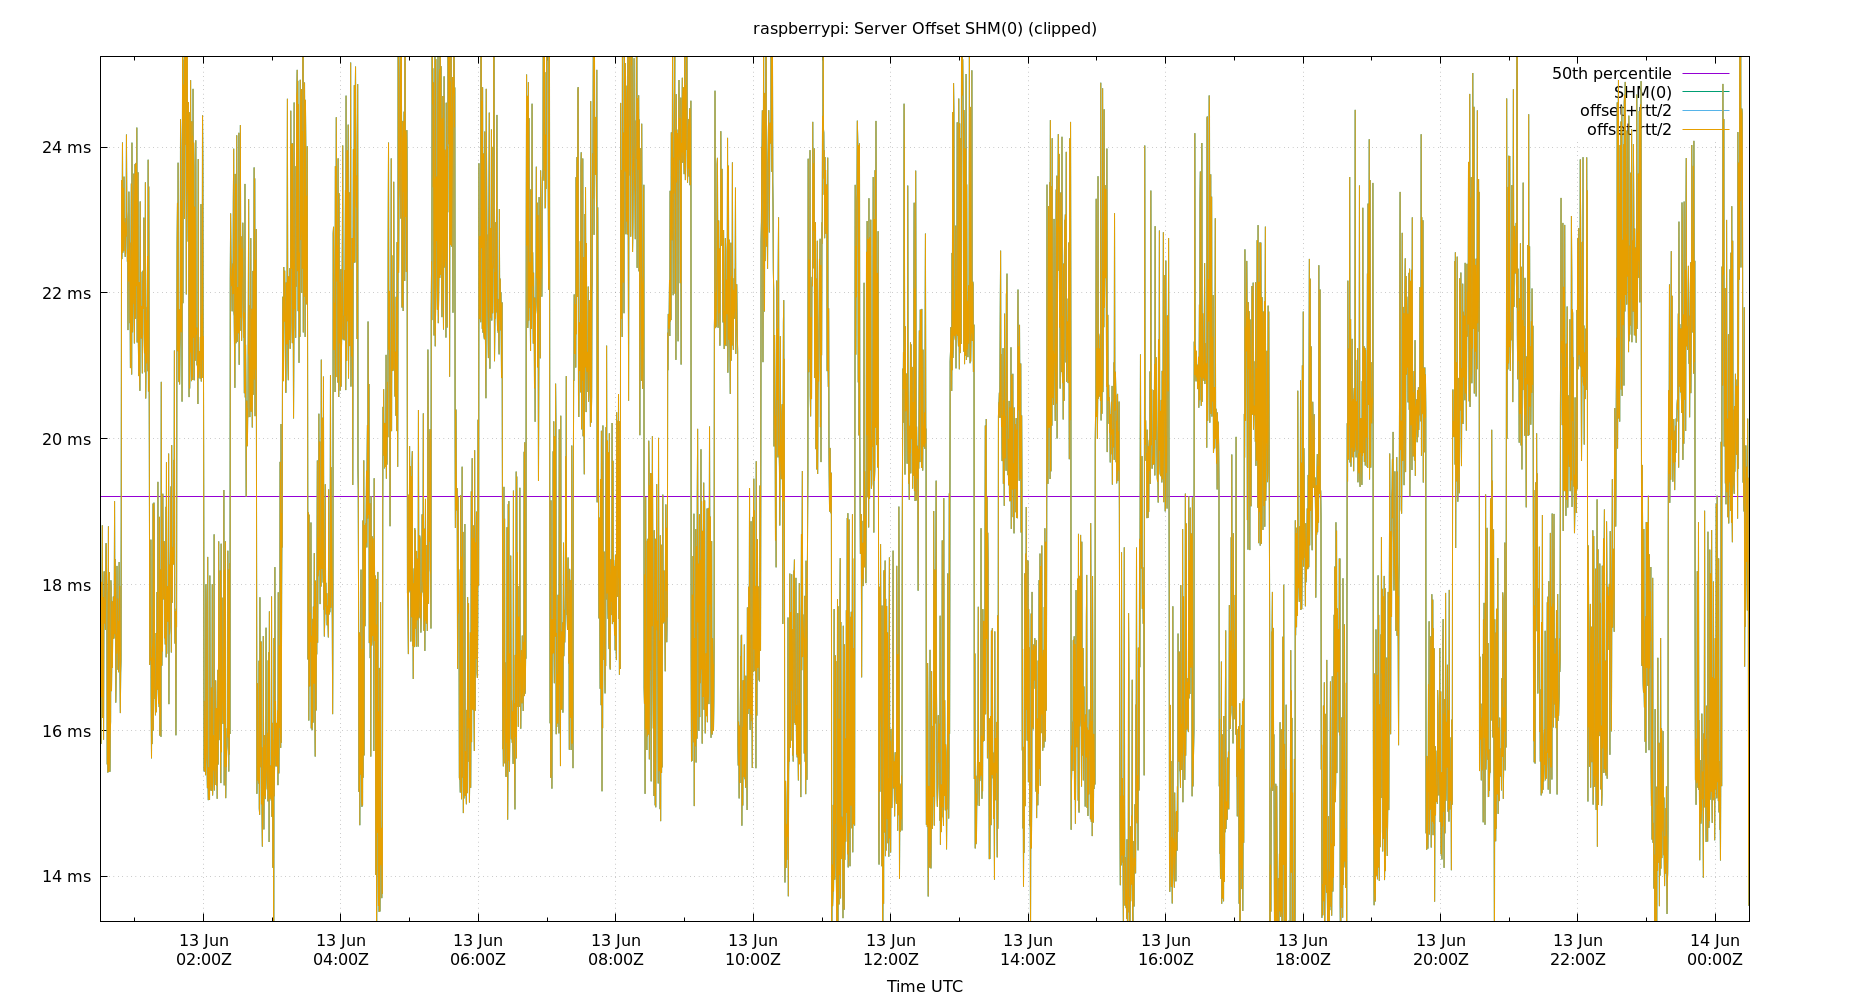 raspberrypi: Server Offset SHM(0) (clipped)
50th percentile
SHM(0)
offset+rtt/2
offset-rtt/2
24 ms
22 ms
20 ms
18 ms
16 ms
14 ms
13 Jun 13 Jun 13 Jun 13 Jun 13 Jun 13 Jun 13 Jun 13 Jun 13 Jun 13 Jun 13 Jun 14 Jun
02:00Z 04:00Z 06:00Z 08:00Z 10:00Z 12:00Z 14:00Z 16:00Z 18:00Z 20:00Z 22:00Z 00:00Z
Time UTC